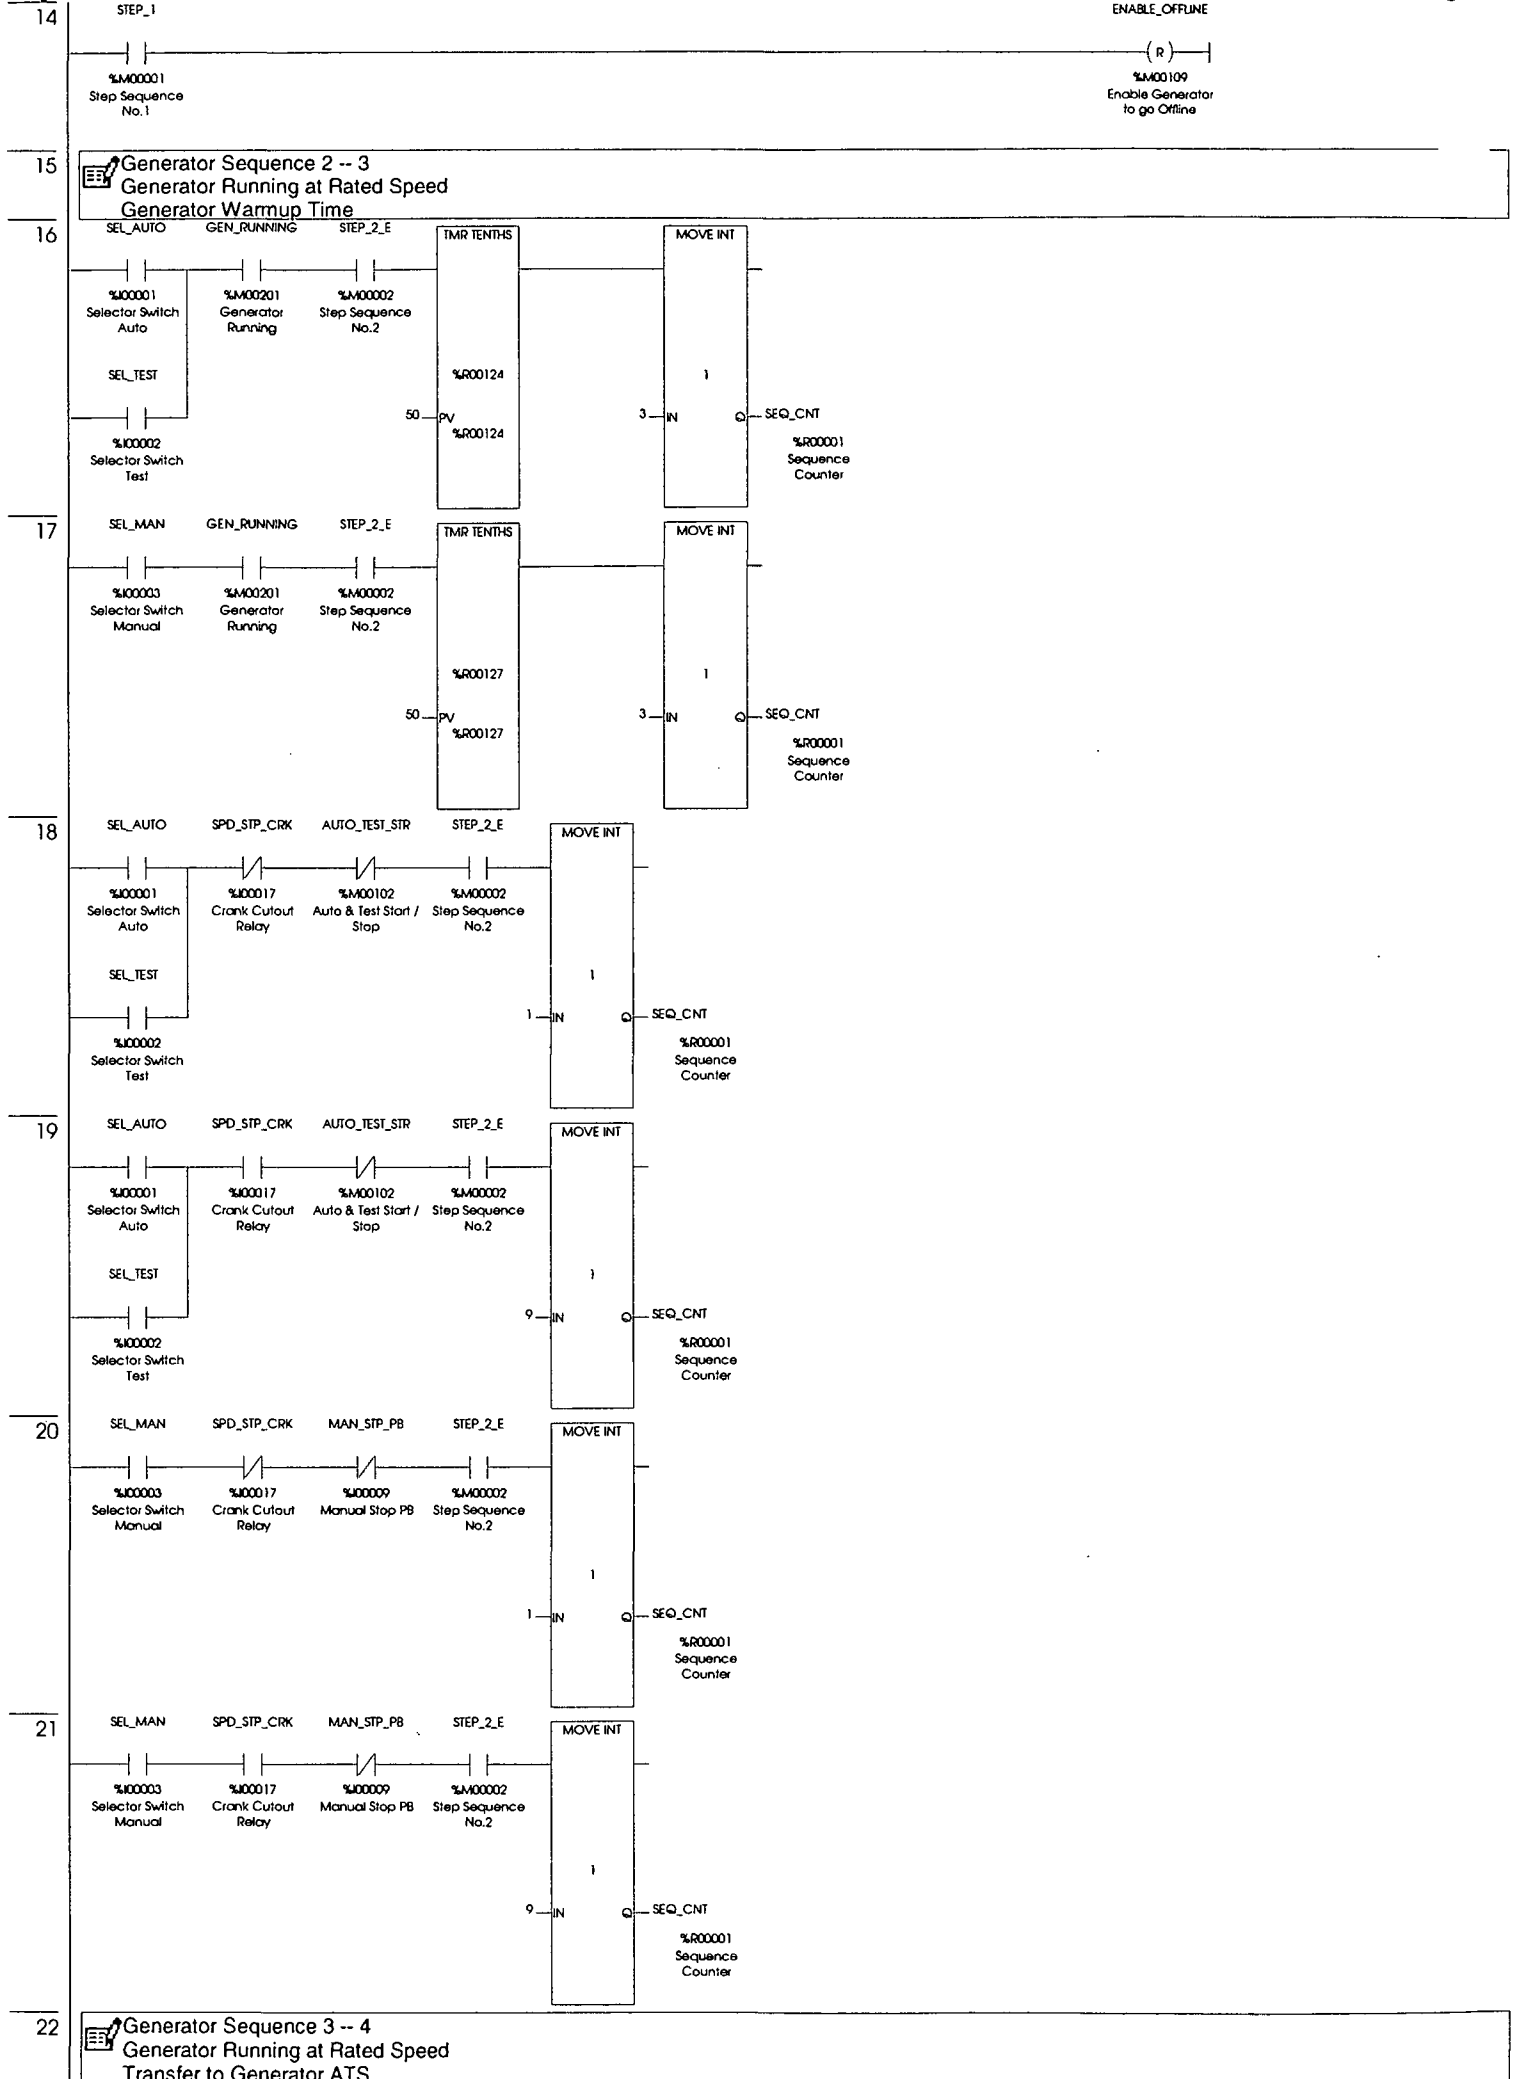 14
STEP_1
ENABLE_OFFLINE
R
%M00001
Step Sequence
No.1
%M00109
Enable Generator
to go Offline
15
Generator Sequence 2 -- 3
Generator Running at Rated Speed
Generator Warmup Time
16
SEL_AUTO GEN_RUNNING STEP_2_E TMR TENTHS MOVE INT
%I00001 %M00201 %M00002
Selector Switch Generator Step Sequence
Auto Running No.2
SEL_TEST %R00124 1
50 PV 3 IN Q SEQ_CNT
%R00124
%I00002 %R00001
Selector Switch Sequence
Test Counter
17
SEL_MAN GEN_RUNNING STEP_2_E TMR TENTHS MOVE INT
%I00003 %M00201 %M00002
Selector Switch Generator Step Sequence
Manual Running No.2
%R00127 1
50 PV 3 IN Q SEQ_CNT
%R00127 %R00001
Sequence
Counter
18
SEL_AUTO SPD_STP_CRK AUTO_TEST_STR STEP_2_E MOVE INT
%I00001 %I00017 %M00102 %M00002
Selector Switch Crank Cutout Auto & Test Start / Step Sequence
Auto Relay Stop No.2
SEL_TEST 1
1 IN Q SEQ_CNT
%I00002 %R00001
Selector Switch Sequence
Test Counter
19
SEL_AUTO SPD_STP_CRK AUTO_TEST_STR STEP_2_E MOVE INT
%I00001 %I00017 %M00102 %M00002
Selector Switch Crank Cutout Auto & Test Start / Step Sequence
Auto Relay Stop No.2
SEL_TEST 1
9 IN Q SEQ_CNT
%I00002 %R00001
Selector Switch Sequence
Test Counter
20
SEL_MAN SPD_STP_CRK MAN_STP_PB STEP_2_E MOVE INT
%I00003 %I00017 %I00009 %M00002
Selector Switch Crank Cutout Manual Stop PB Step Sequence
Manual Relay No.2
1
1 IN Q SEQ_CNT
%R00001
Sequence
Counter
21
SEL_MAN SPD_STP_CRK MAN_STP_PB STEP_2_E MOVE INT
%I00003 %I00017 %I00009 %M00002
Selector Switch Crank Cutout Manual Stop PB Step Sequence
Manual Relay No.2
1
9 IN Q SEQ_CNT
%R00001
Sequence
Counter
22
Generator Sequence 3 -- 4
Generator Running at Rated Speed
Transfer to Generator ATS